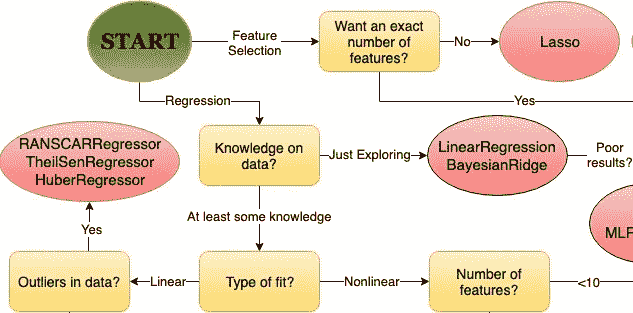 START
Feature
Selection
Want an exact
number of
features?
No
Lasso
Regression
Yes
RANSCARRegressor
TheilSenRegressor
HuberRegressor
Knowledge on
data?
Just Exploring
LinearRegression
BayesianRidge
Poor
results?
Yes
At least some knowledge
MLP
Outliers in data?
Linear
Type of fit?
Nonlinear
Number of
features?
<10